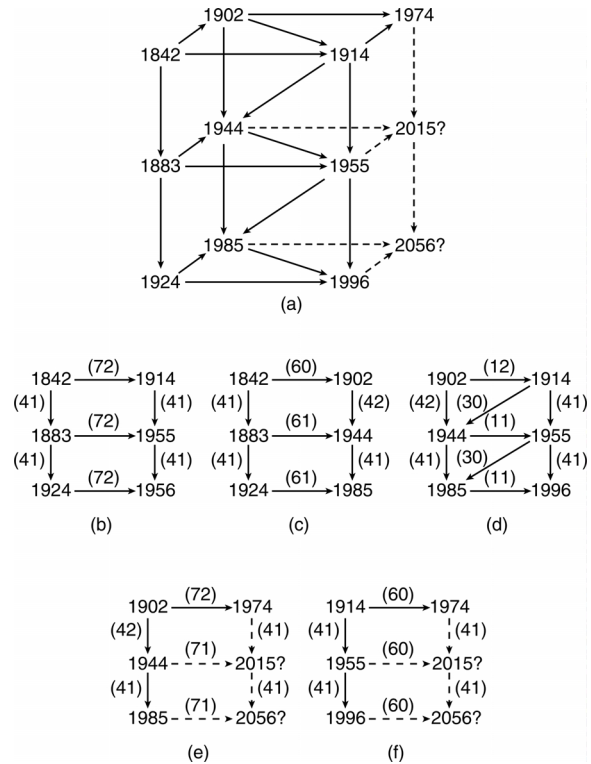 1902 1974
1842 1914
1944 2015?
1883 1955
1985 2056?
1924 1996
(a)
(72) (60) (12)
1842 1914 1842 1902 1902 1914
(41) (41) (41) (42) (42) (30) (41)
(72) (61) (11)
1883 1955 1883 1944 1944 1955
(41) (41) (41) (41) (41) (30) (41)
(72) (61) (11)
1924 1956 1924 1985 1985 1996
(b) (c) (d)
(72) (60)
1902 1974 1914 1974
(42) (41) (41) (41)
(71) (60)
1944 2015? 1955 2015?
(41) (41) (41) (41)
(71) (60)
1985 2056? 1996 2056?
(e) (f)